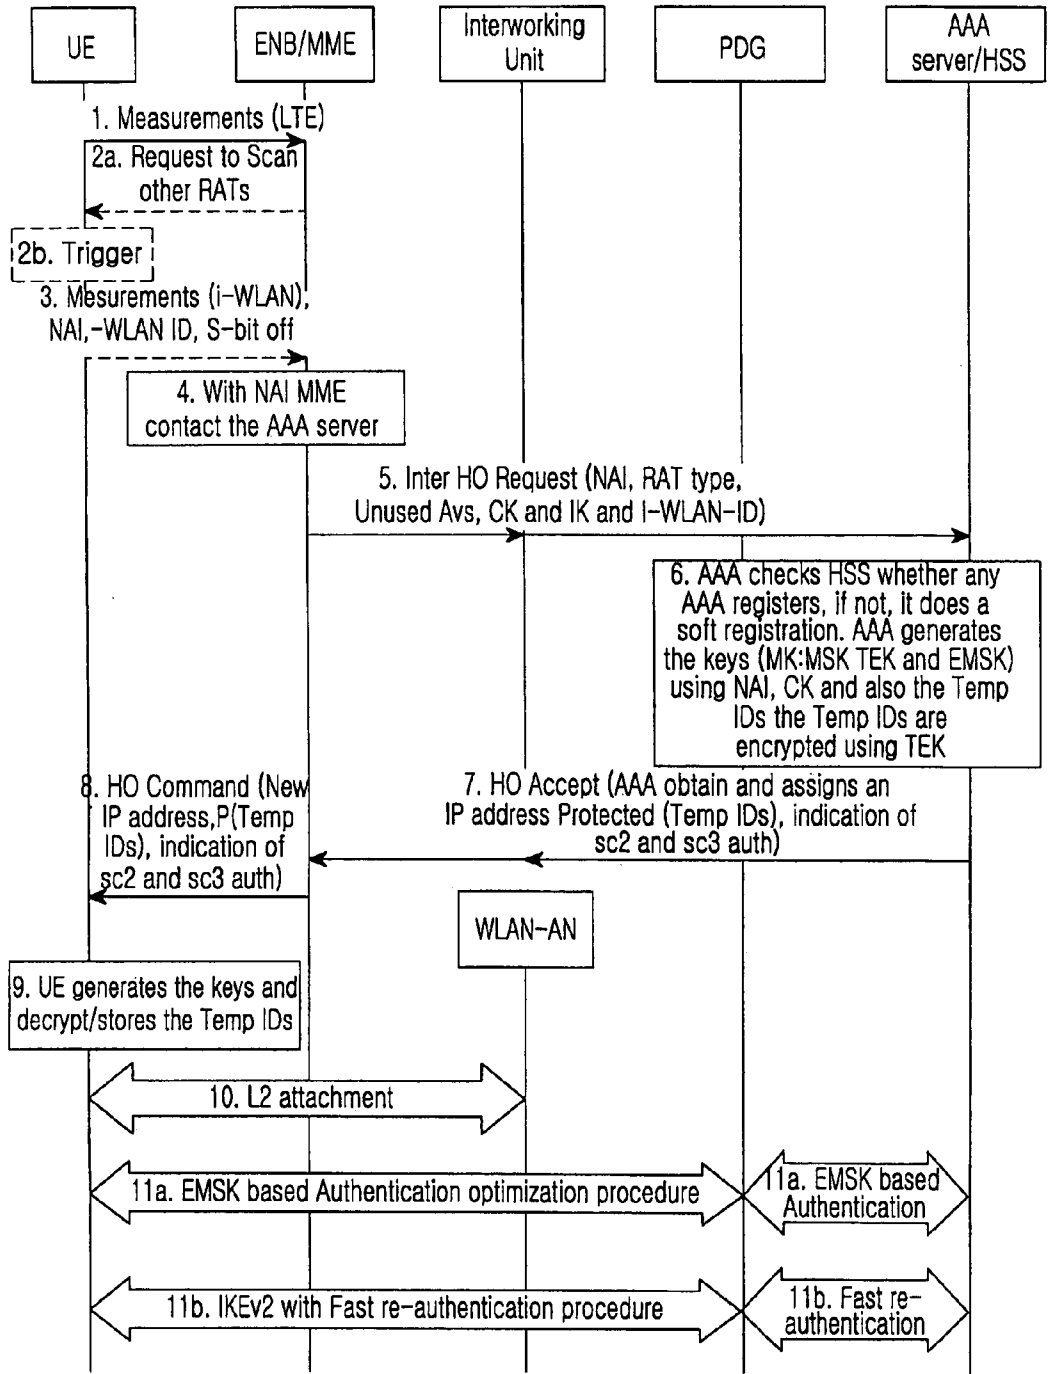 UE
ENB/MME
Interworking
Unit
PDG
AAA
server/HSS
1. Measurements (LTE)
2a. Request to Scan
other RATs
2b. Trigger
3. Mesurements (i-WLAN),
NAI,-WLAN ID, S-bit off
4. With NAI MME
contact the AAA server
5. Inter HO Request (NAI, RAT type,
Unused Avs, CK and IK and I-WLAN-ID)
6. AAA checks HSS whether any
AAA registers, if not, it does a
soft registration. AAA generates
the keys (MK:MSK TEK and EMSK)
using NAI, CK and also the Temp
IDs the Temp IDs are
encrypted using TEK
7. HO Accept (AAA obtain and assigns an
IP address Protected (Temp IDs), indication of
sc2 and sc3 auth)
8. HO Command (New
IP address,P(Temp
IDs), indication of
sc2 and sc3 auth)
WLAN-AN
9. UE generates the keys and
decrypt/stores the Temp IDs
10. L2 attachment
11a. EMSK based Authentication optimization procedure
11a. EMSK based
Authentication
11b. IKEv2 with Fast re-authentication procedure
11b. Fast re-
authentication